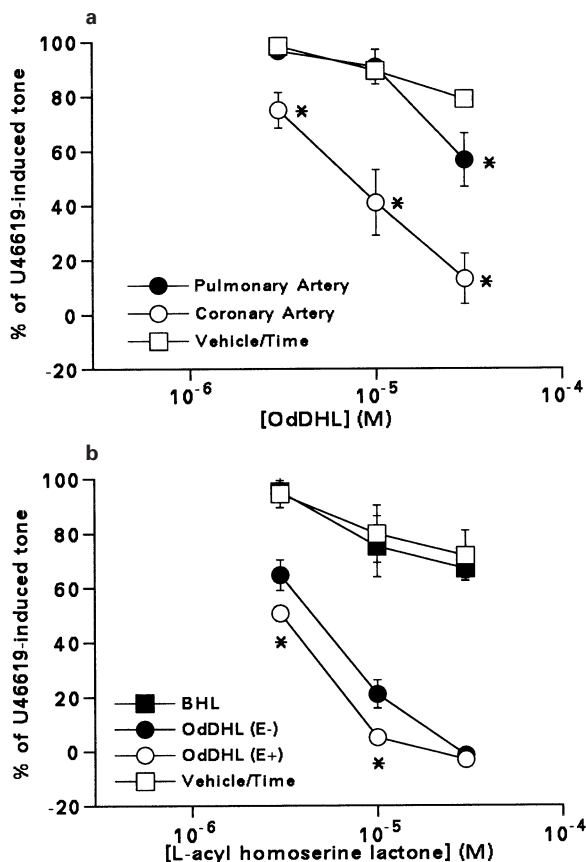 a
% of U46619-induced tone
100
80
60
40
20
0
-20
*
*
*
*
Pulmonary Artery
Coronary Artery
Vehicle/Time
10-6
10-5
10-4
[OdDHL] (M)
b
% of U46619-induced tone
100
80
60
40
20
0
-20
*
*
BHL
OdDHL (E-)
OdDHL (E+)
Vehicle/Time
10-6
10-5
10-4
[L-acyl homoserine lactone] (M)